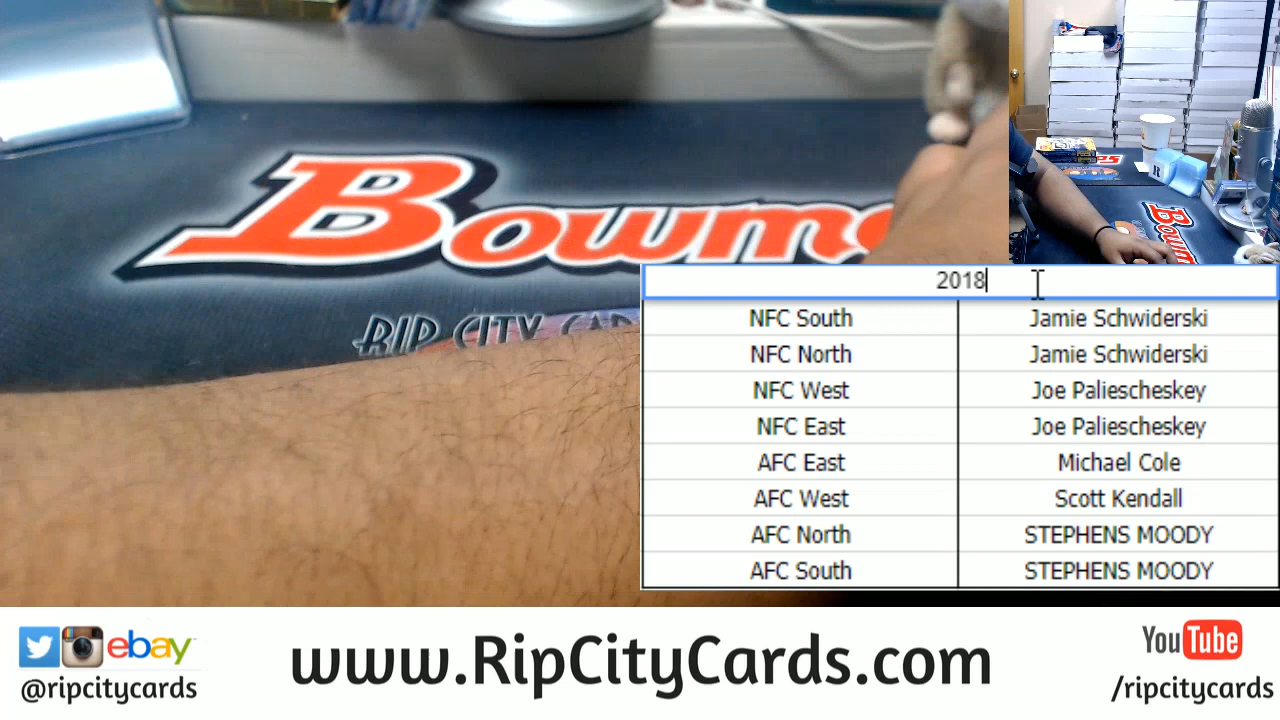 Bowma
RIP CITY CAR
2018
NFC South Jamie Schwiderski
NFC North Jamie Schwiderski
NFC West Joe Paliescheskey
NFC East Joe Paliescheskey
AFC East Michael Cole
AFC West Scott Kendall
AFC North STEPHENS MOODY
AFC South STEPHENS MOODY
ebay
@ripcitycards
www.RipCityCards.com
YouTube
/ripcitycards